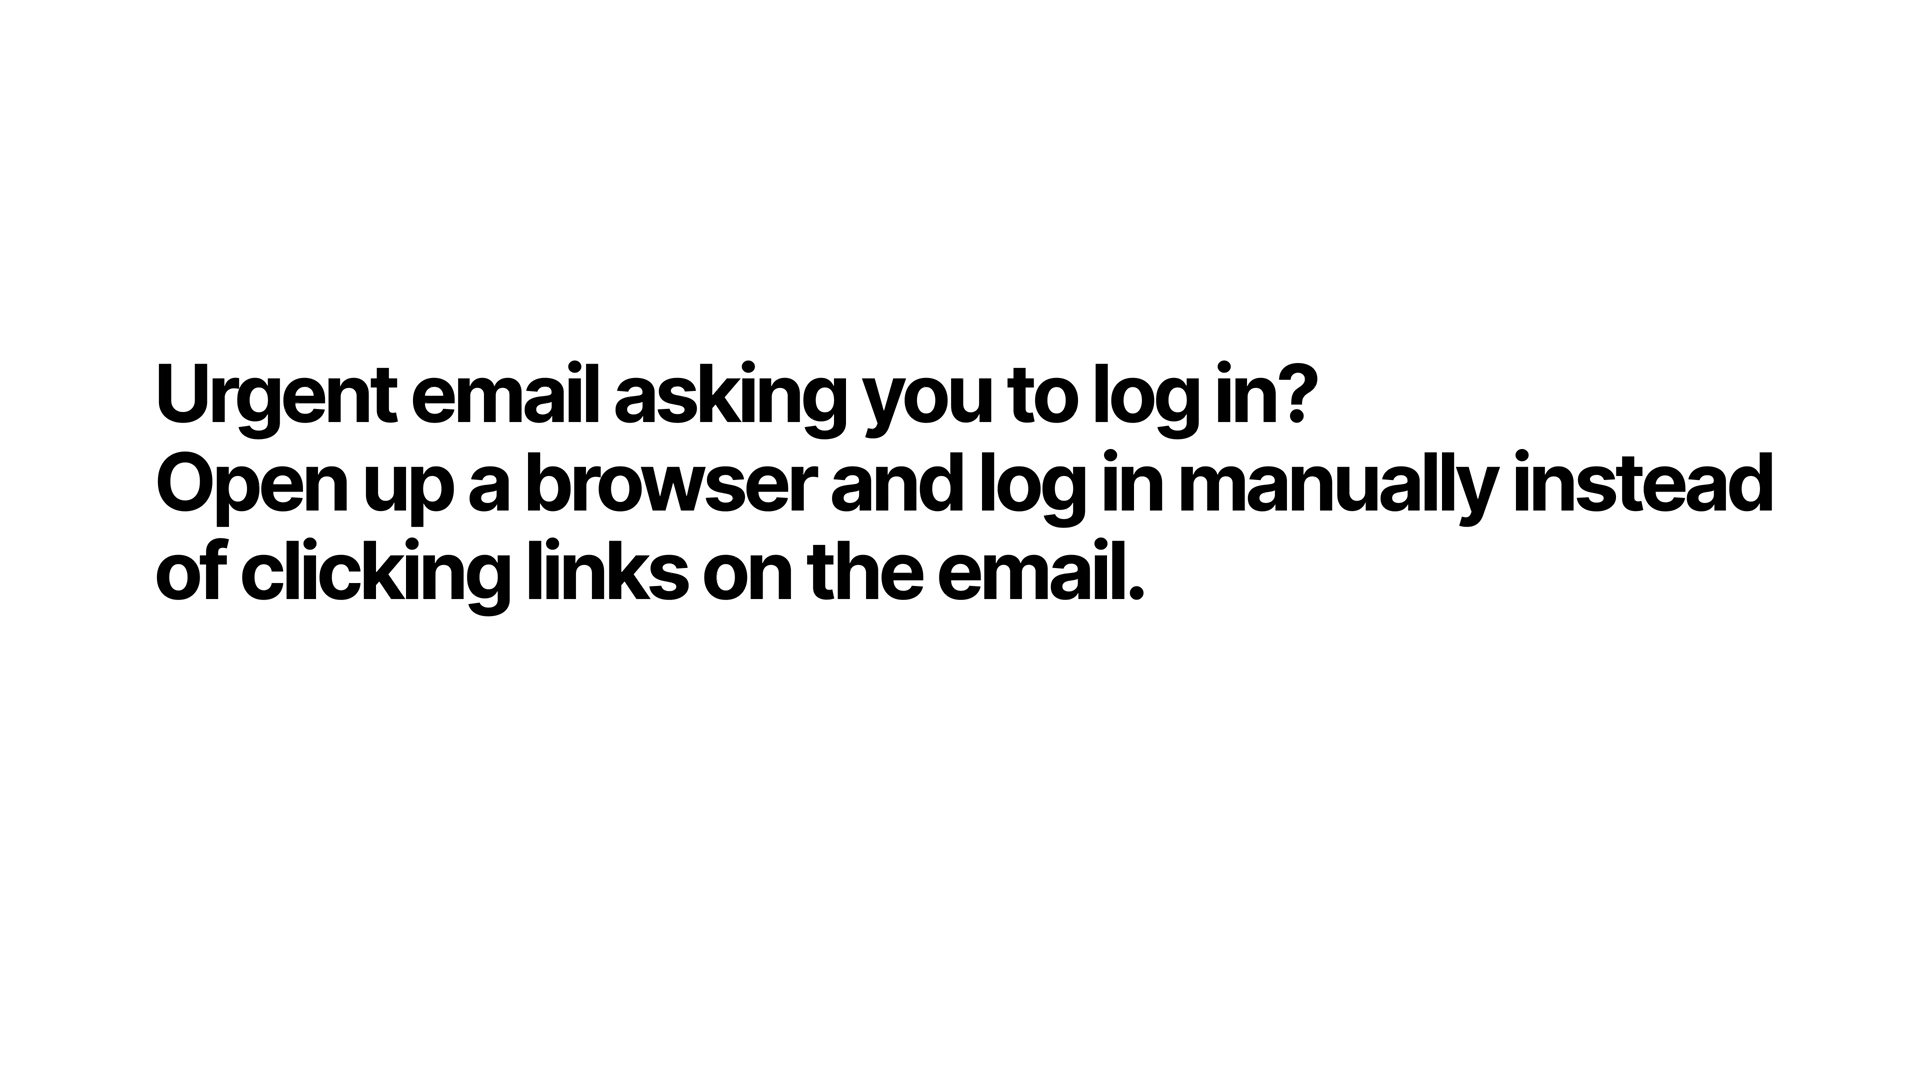 Urgent email asking you to log in?
Open up a browser and log in manually instead
of clicking links on the email.